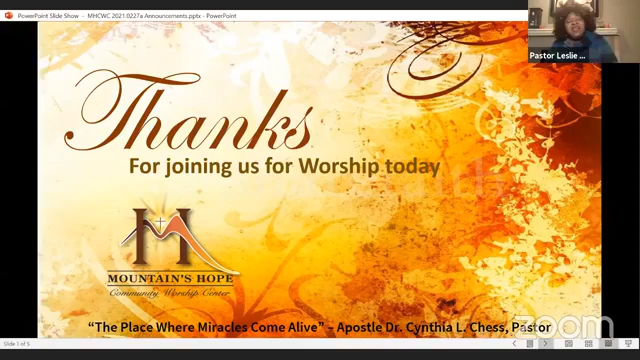 PowerPoint Slide Show - MHCWC 2021.0227a Announcements.pptx - PowerPoint
Pastor Leslie ...
Thanks
For joining us for Worship today
MOUNTAIN'S HOPE
Community Worship Center
“The Place Where Miracles Come Alive” – Apostle Dr. Cynthia L. Chess, Pastor
zoom
Slide 1 of 5